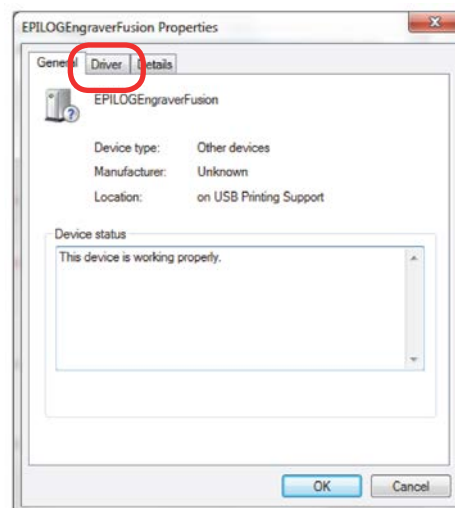 EPILOGEngraverFusion Properties
General Driver Details
EPILOGEngraverFusion
Device type: Other devices
Manufacturer: Unknown
Location: on USB Printing Support
Device status
This device is working properly.
OK Cancel